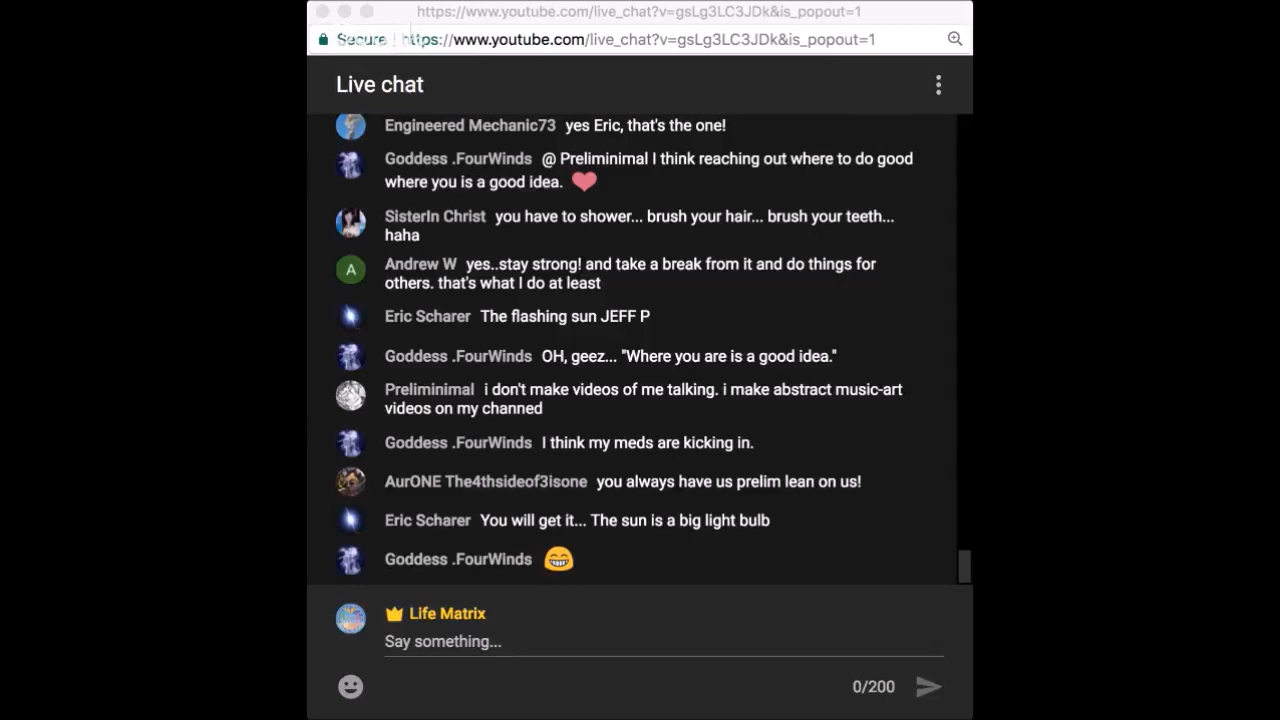 https://www.youtube.com/live_chat?v=gsLg3LC3JDk&is_popout=1
Secure https://www.youtube.com/live_chat?v=gsLg3LC3JDk&is_popout=1
Live chat
Engineered Mechanic73 yes Eric, that's the one!
Goddess .FourWinds @ Preliminimal I think reaching out where to do good
where you is a good idea.
SisterIn Christ you have to shower... brush your hair... brush your teeth...
haha
A
Andrew W yes..stay strong! and take a break from it and do things for
others. that's what I do at least
Eric Scharer The flashing sun JEFF P
Goddess .FourWinds OH, geez... "Where you are is a good idea."
Preliminimal i don't make videos of me talking. i make abstract music-art
videos on my channed
Goddess .FourWinds I think my meds are kicking in.
AurONE The4thsideof3isone you always have us prelim lean on us!
Eric Scharer You will get it... The sun is a big light bulb
Goddess .FourWinds
Life Matrix
Say something...
0/200